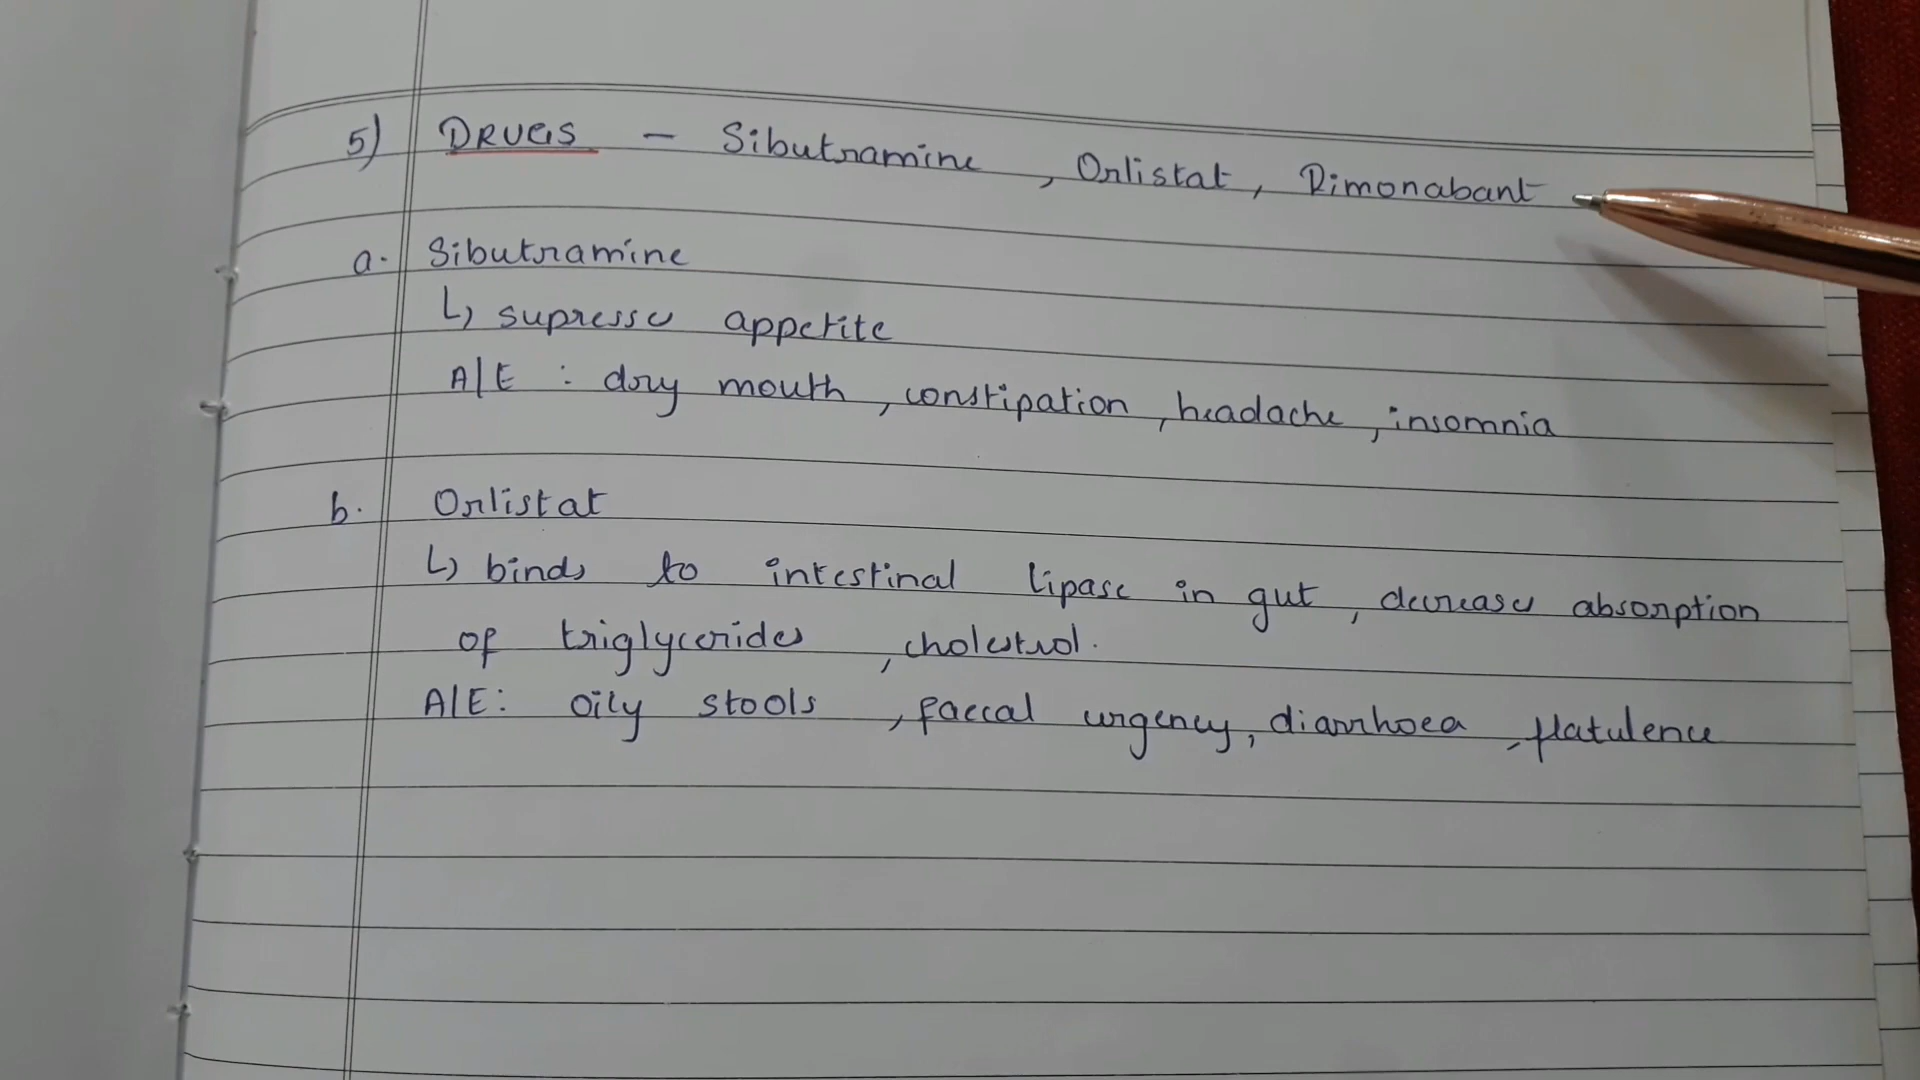 5) DRUGS - Sibutramine, Orlistat, Rimonabant
a. Sibutramine
↳ supresses appetite
A/E : dry mouth, constipation, headache, insomnia
b. Orlistat
↳ binds to intestinal lipase in gut, decreases absorption
of triglycerides, cholestrol.
A/E: oily stools, faecal urgency, diarrhoea, flatulence